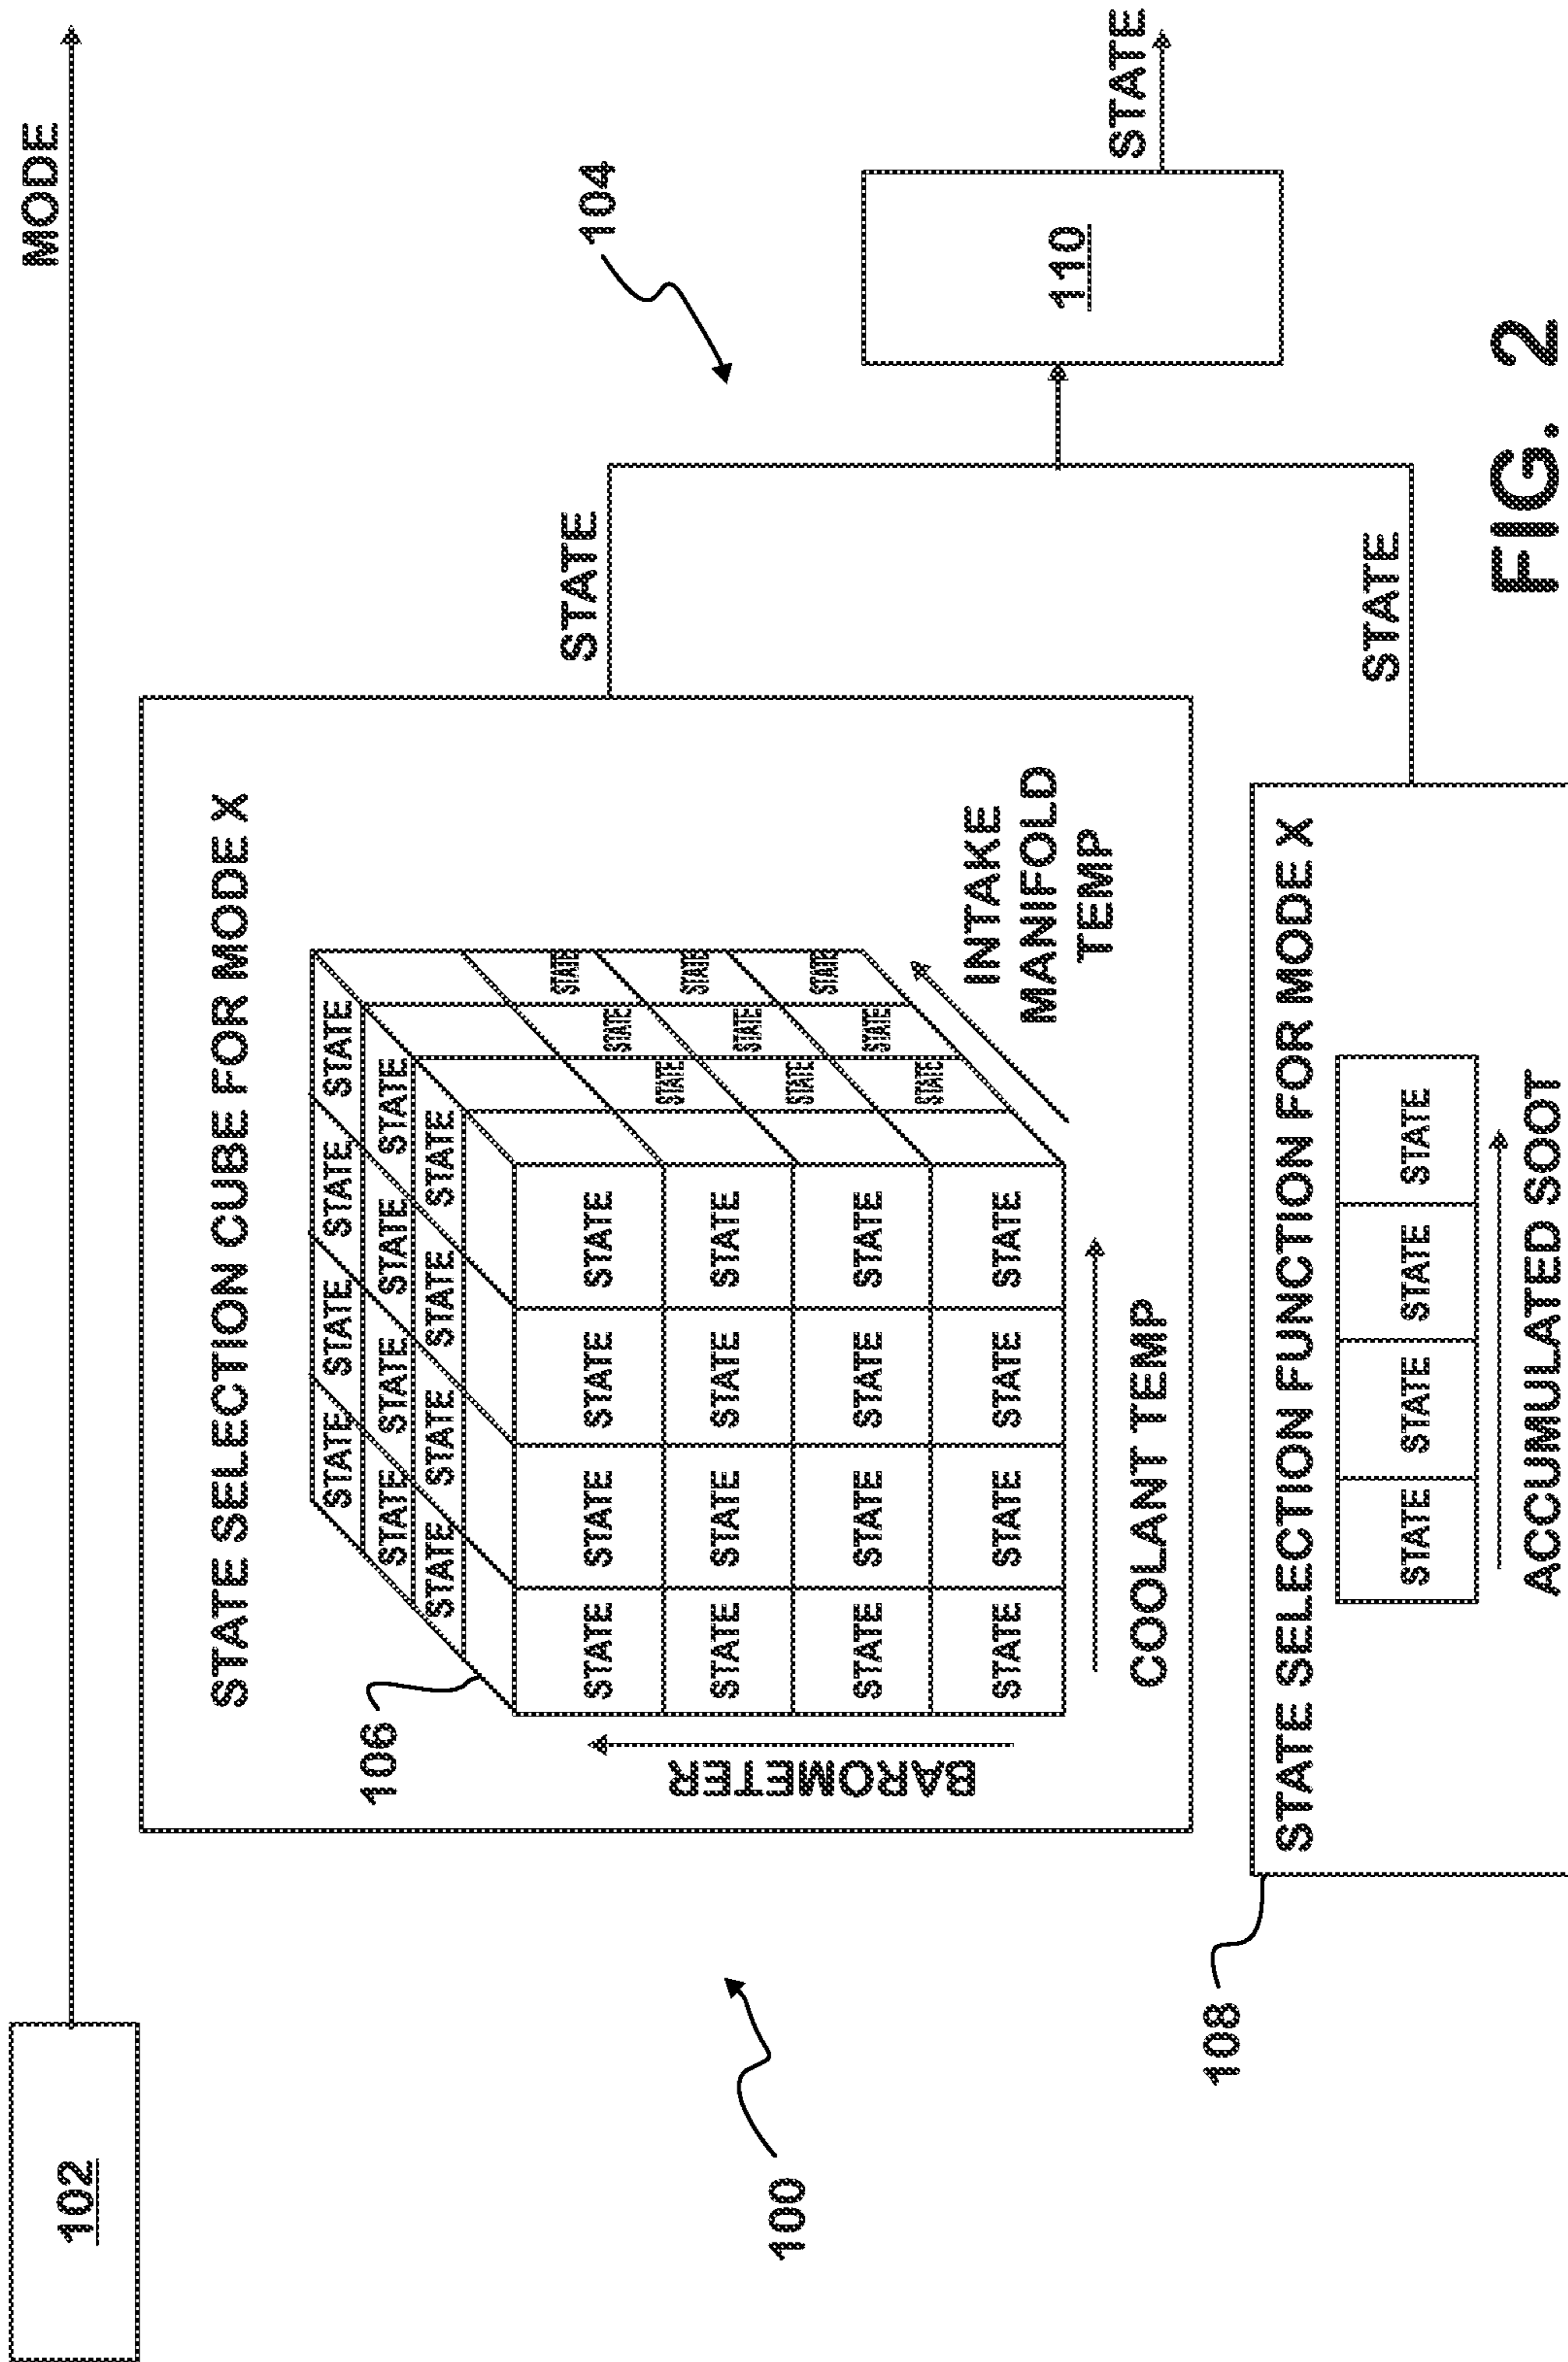 102
MODE
STATE SELECTION CUBE FOR MODE X
106
STATE STATE STATE STATE
STATE STATE STATE STATE
STATE STATE STATE STATE
STATE STATE STATE STATE
STATE STATE STATE STATE
STATE STATE STATE STATE
STATE STATE STATE STATE
STATE STATE STATE
STATE STATE STATE
STATE STATE STATE
BAROMETER
COOLANT TEMP
INTAKE
MANIFOLD
TEMP
STATE
104
110
STATE
100
108
STATE SELECTION FUNCTION FOR MODE X
STATE STATE STATE STATE
ACCUMULATED SOOT
STATE
FIG. 2